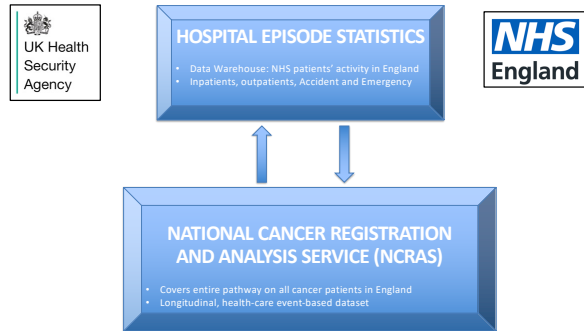 UK Health
Security
Agency
HOSPITAL EPISODE STATISTICS
• Data Warehouse: NHS patients' activity in England
• Inpatients, outpatients, Accident and Emergency
NHS
England
NATIONAL CANCER REGISTRATION
AND ANALYSIS SERVICE (NCRAS)
• Covers entire pathway on all cancer patients in England
• Longitudinal, health-care event-based dataset